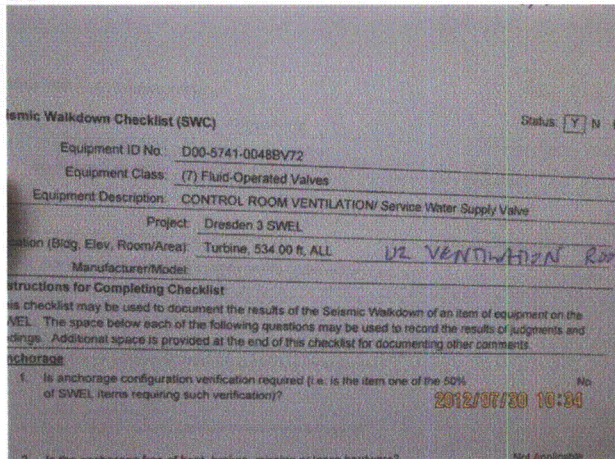 ismic Walkdown Checklist (SWC) Status: Y N
Equipment ID No.: D00-5741-0048BV72
Equipment Class: (7) Fluid-Operated Valves
Equipment Description: CONTROL ROOM VENTILATION/ Service Water Supply Valve
Project: Dresden 3 SWEL
ation (Bldg, Elev, Room/Area): Turbine, 534.00 ft, ALL U2 VENTILATION ROO
Manufacturer/Model:
structions for Completing Checklist
is checklist may be used to document the results of the Seismic Walkdown of an item of equipment on the
WEL. The space below each of the following questions may be used to record the results of judgments and
dings. Additional space is provided at the end of this checklist for documenting other comments.
nchorage
1. Is anchorage configuration verification required (i.e. is the item one of the 50% No
of SWEL items requiring such verification)?
2012/07/30 10:34
Not Applicable